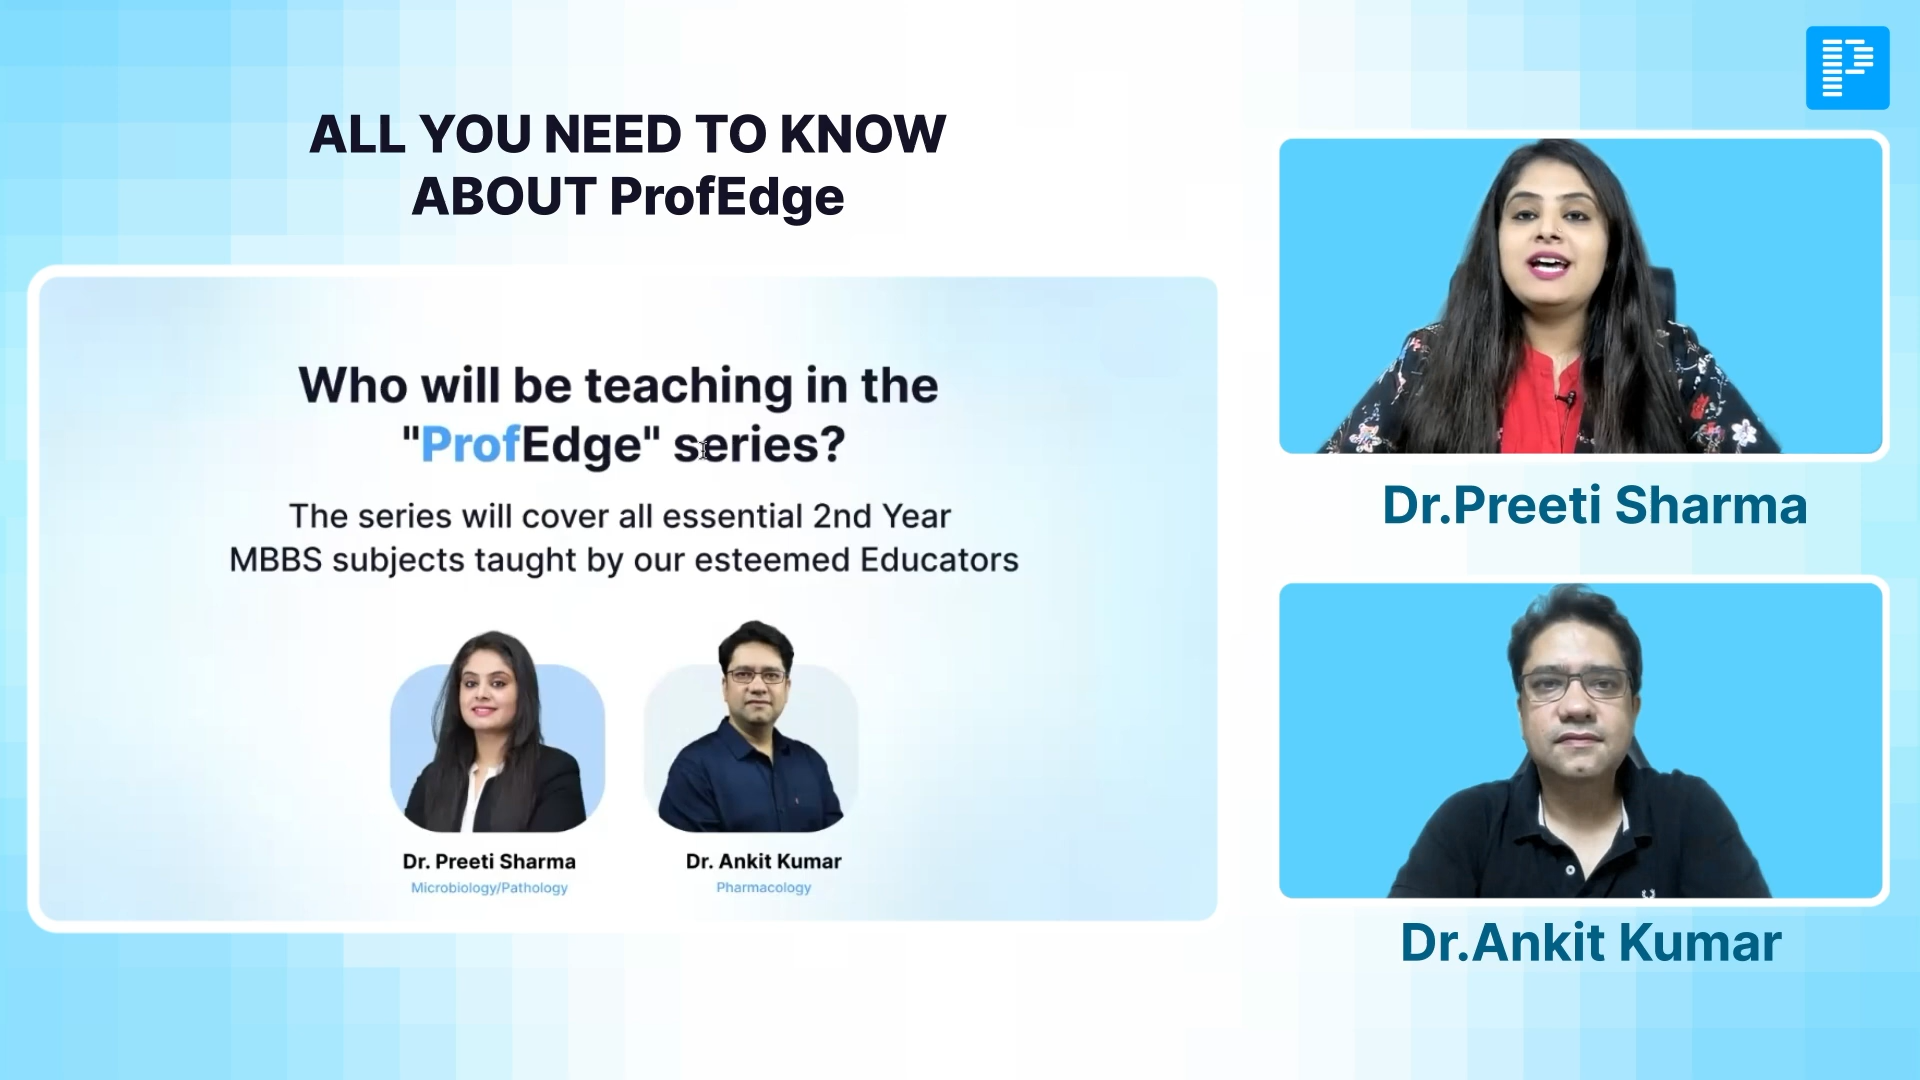 ALL YOU NEED TO KNOW
ABOUT ProfEdge
Who will be teaching in the
"ProfEdge" series?
The series will cover all essential 2nd Year
MBBS subjects taught by our esteemed Educators
Dr. Preeti Sharma
Microbiology/Pathology
Dr. Ankit Kumar
Pharmacology
P
Dr.Preeti Sharma
Dr.Ankit Kumar